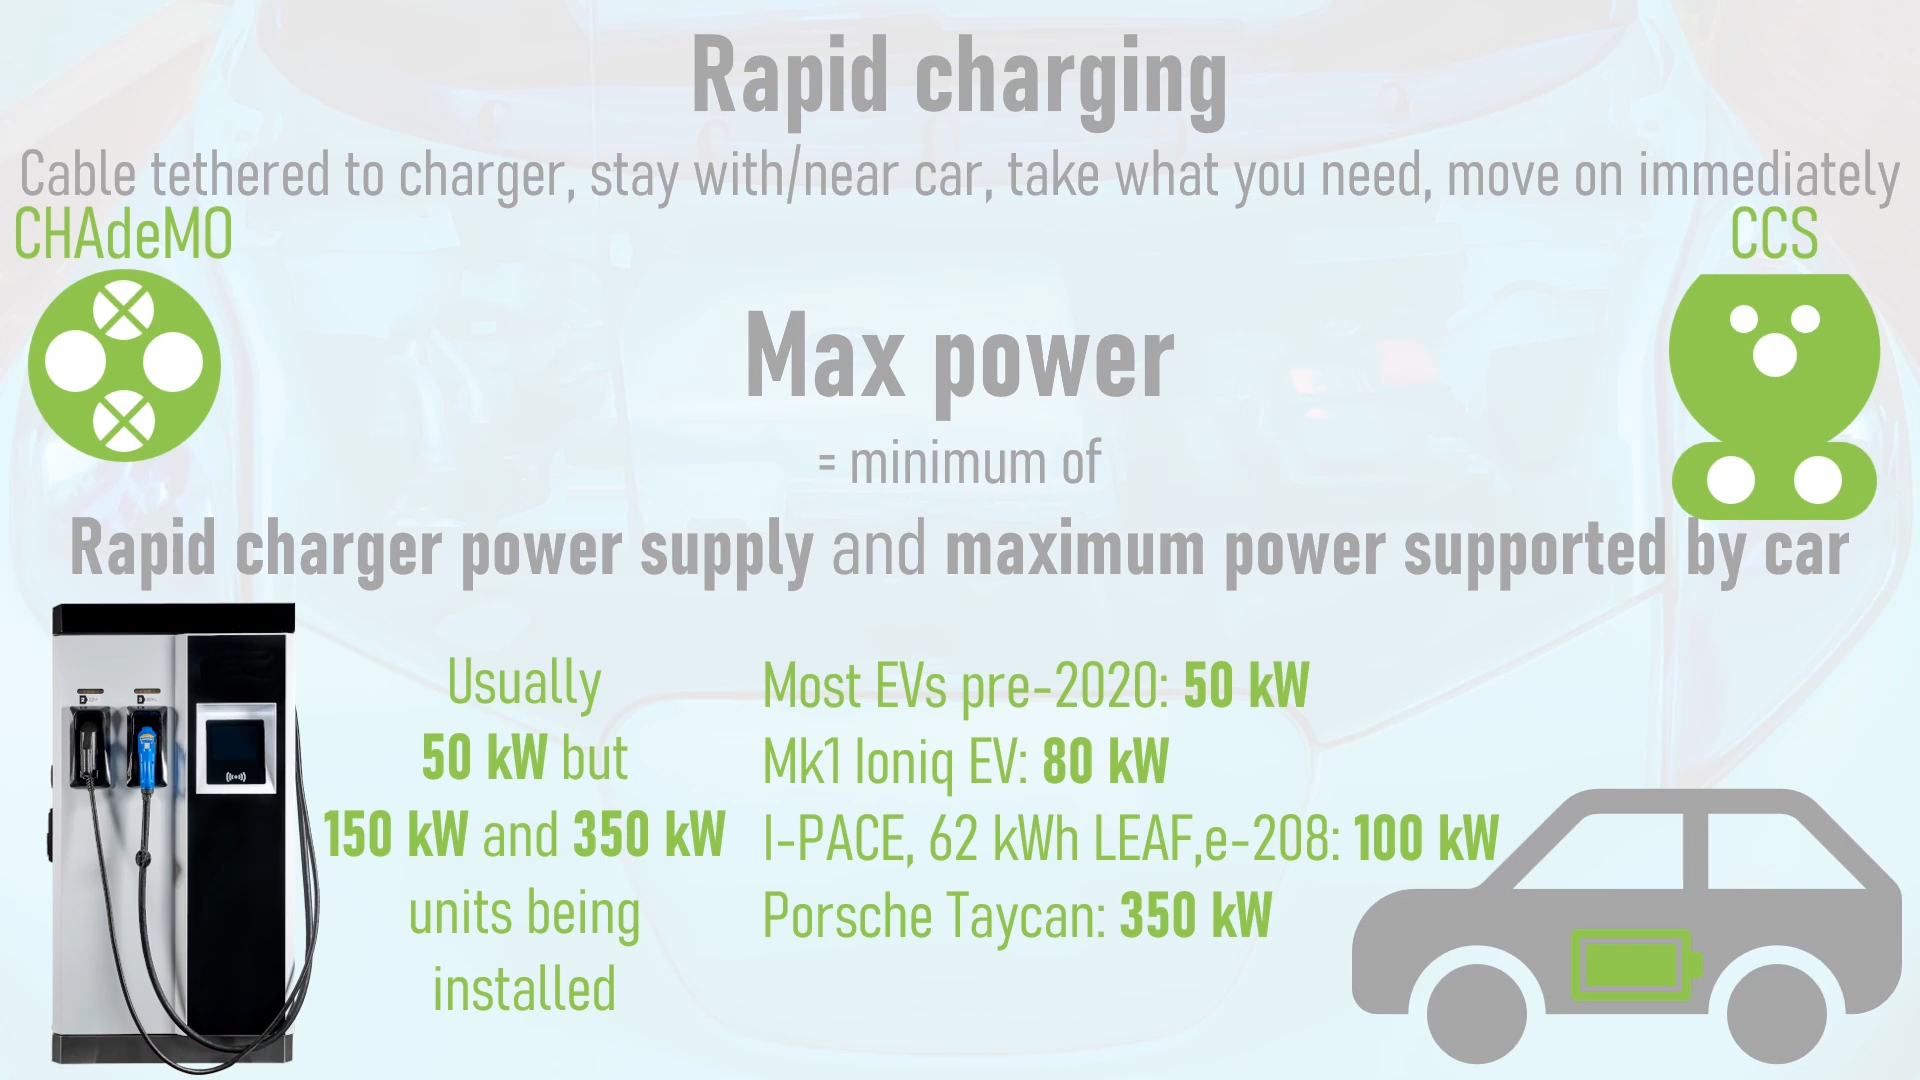 Rapid charging
Cable tethered to charger, stay with/near car, take what you need, move on immediately
CHAdeMO
CCS
Max power
= minimum of
Rapid charger power supply and maximum power supported by car
Usually
50 kW but
150 kW and 350 kW
units being
installed
Most EVs pre-2020: 50 kW
Mk1 Ioniq EV: 80 kW
I-PACE, 62 kWh LEAF,e-208: 100 kW
Porsche Taycan: 350 kW